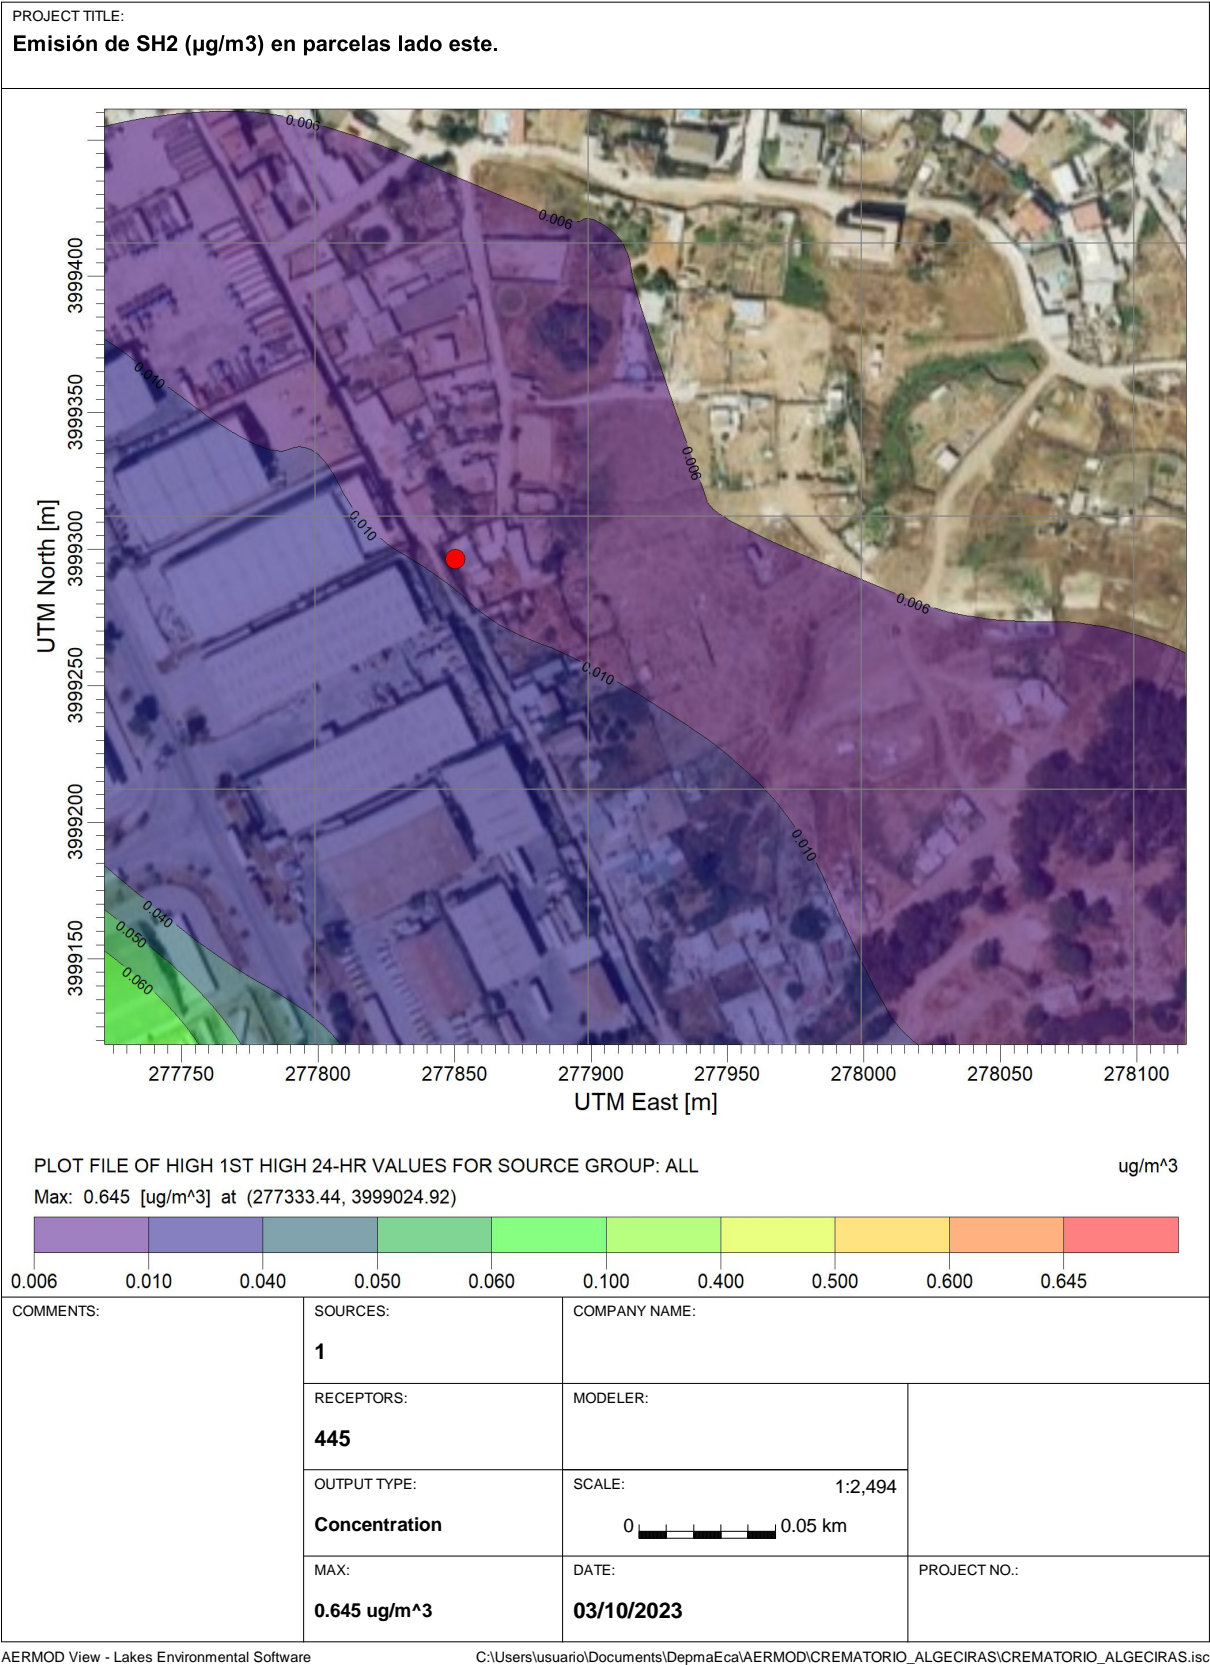 PROJECT TITLE:
Emisión de SH2 (µg/m3) en parcelas lado este.
0.006
0.006
0.010
0.006
0.010
0.006
0.010
0.010
0.040
0.050
0.060
UTM North [m]
3999400
3999350
3999300
3999250
3999200
3999150
277750 277800 277850 277900 277950 278000 278050 278100
UTM East [m]
PLOT FILE OF HIGH 1ST HIGH 24-HR VALUES FOR SOURCE GROUP: ALL ug/m^3
Max: 0.645 [ug/m^3] at (277333.44, 3999024.92)
0.006 0.010 0.040 0.050 0.060 0.100 0.400 0.500 0.600 0.645
COMMENTS:
SOURCES:
1
COMPANY NAME:
RECEPTORS:
445
MODELER:
OUTPUT TYPE:
Concentration
SCALE: 1:2,494
0 0.05 km
MAX:
0.645 ug/m^3
DATE:
03/10/2023
PROJECT NO.:
AERMOD View - Lakes Environmental Software C:\Users\usuario\Documents\DepmaEca\AERMOD\CREMATORIO_ALGECIRAS\CREMATORIO_ALGECIRAS.isc